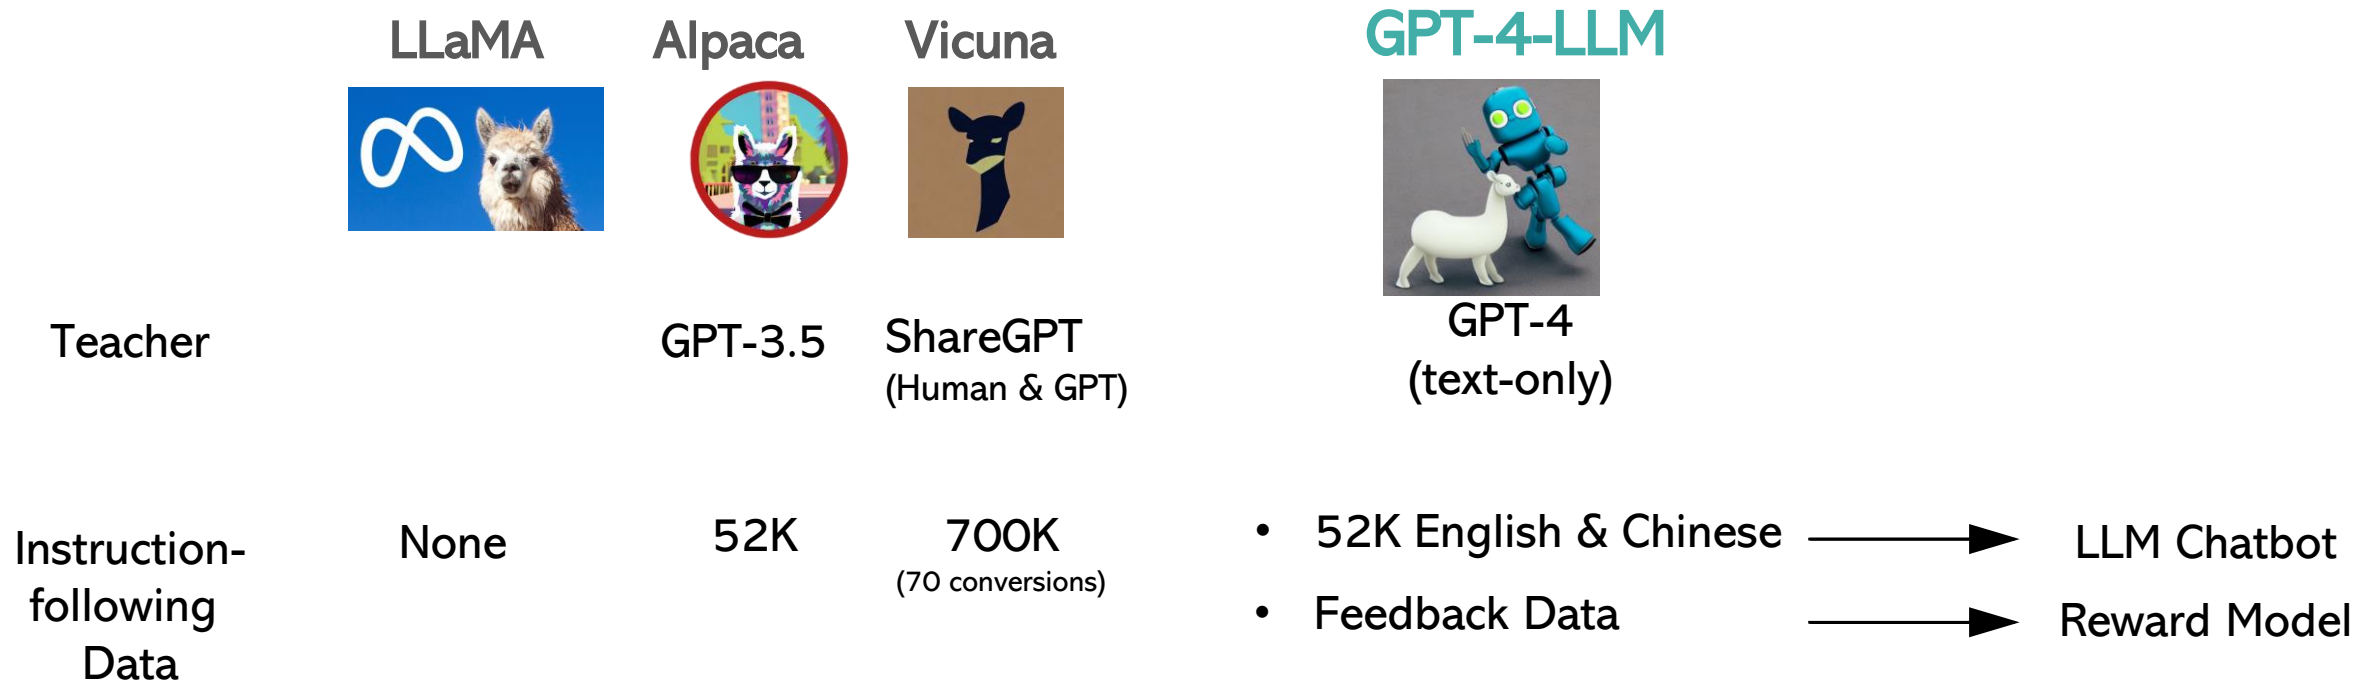 LLaMA Alpaca Vicuna GPT-4-LLM
Teacher GPT-3.5 ShareGPT GPT-4
(Human & GPT) (text-only)
Instruction-
following
Data
None 52K 700K
(70 conversions)
• 52K English & Chinese LLM Chatbot
• Feedback Data Reward Model